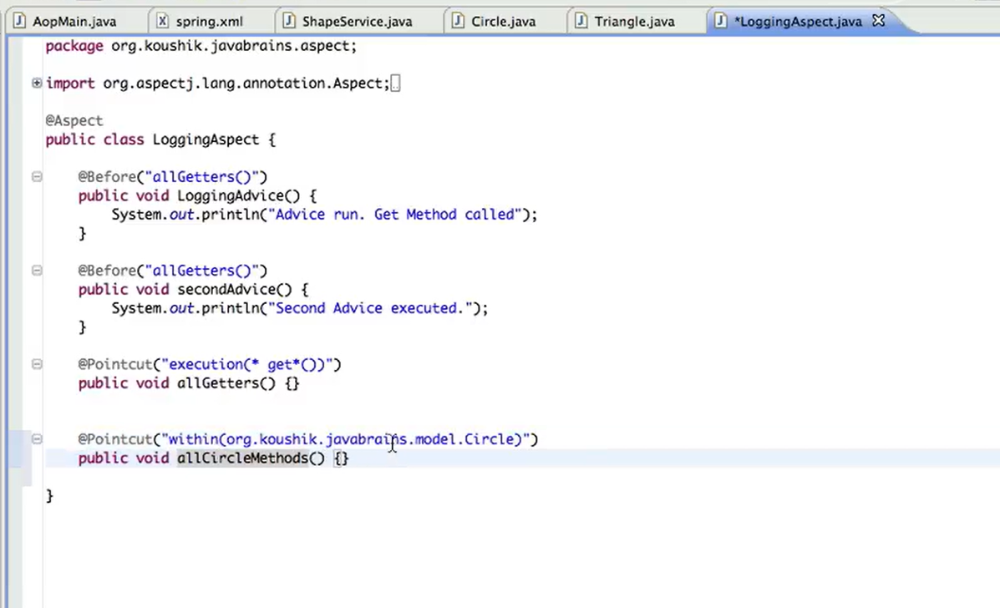 AopMain.java spring.xml ShapeService.java Circle.java Triangle.java *LoggingAspect.java
package org.koushik.javabrains.aspect;
import org.aspectj.lang.annotation.Aspect;
@Aspect
public class LoggingAspect {
@Before("allGetters()")
public void LoggingAdvice() {
System.out.println("Advice run. Get Method called");
}
@Before("allGetters()")
public void secondAdvice() {
System.out.println("Second Advice executed.");
}
@Pointcut("execution(* get*())")
public void allGetters() {}
@Pointcut("within(org.koushik.javabrains.model.Circle)")
public void allCircleMethods() {}
}